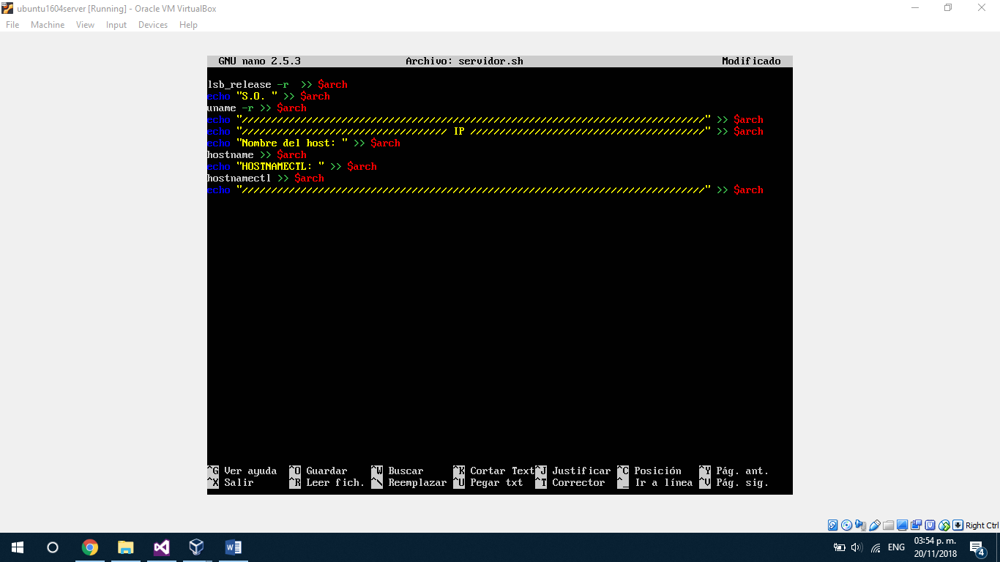 ubuntu1604server [Running] - Oracle VM VirtualBox
File Machine View Input Devices Help
GNU nano 2.5.3 Archivo: servidor.sh Modificado
lsb_release -r  >> $arch
echo "S.O. " >> $arch
uname -r >> $arch
echo "///////////////////////////////////////////////////////////////////////////////" >> $arch
echo "/////////////////////////////////// IP ////////////////////////////////////////" >> $arch
echo "Nombre del host: " >> $arch
hostname >> $arch
echo "HOSTNAMECTL: " >> $arch
hostnamectl >> $arch
echo "///////////////////////////////////////////////////////////////////////////////" >> $arch
^G Ver ayuda ^O Guardar ^W Buscar ^K Cortar Text ^J Justificar ^C Posición ^Y Pág. ant.
^X Salir ^R Leer fich. ^\ Reemplazar ^U Pegar txt ^T Corrector ^_ Ir a línea ^V Pág. sig.
Right Ctrl
ENG
03:54 p. m.
20/11/2018
4